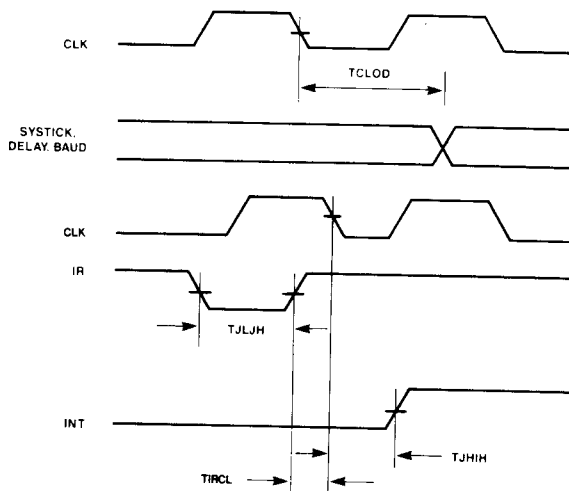 CLK
TCLOD
SYSTICK.
DELAY. BAUD
CLK
IR
TJLJH
INT
TJHIH
TIRCL